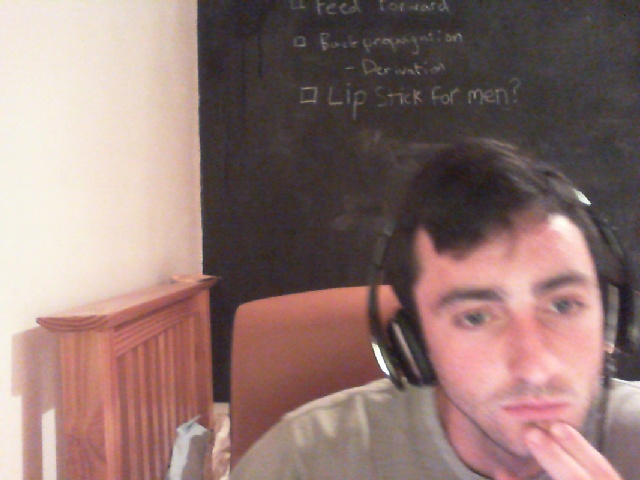 Feed Forward
Backpropagation
- Derivation
Lip Stick for men?